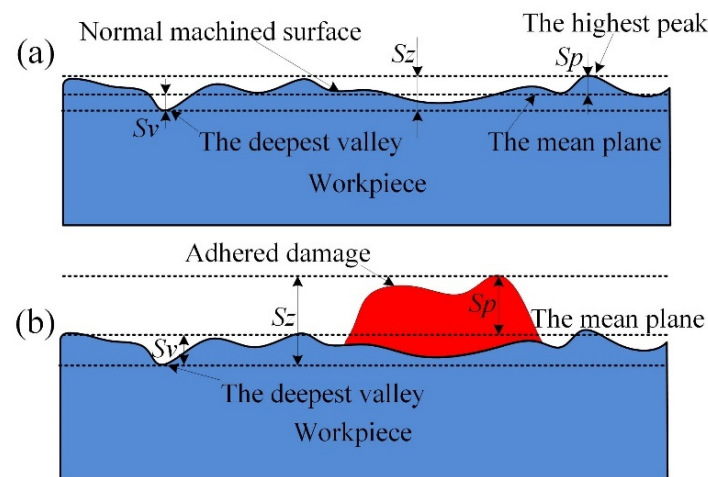 (a)
Normal machined surface
Sz
The highest peak
Sp
Sv
The deepest valley
The mean plane
Workpiece
(b)
Adhered damage
Sz
Sp
The mean plane
Sv
The deepest valley
Workpiece